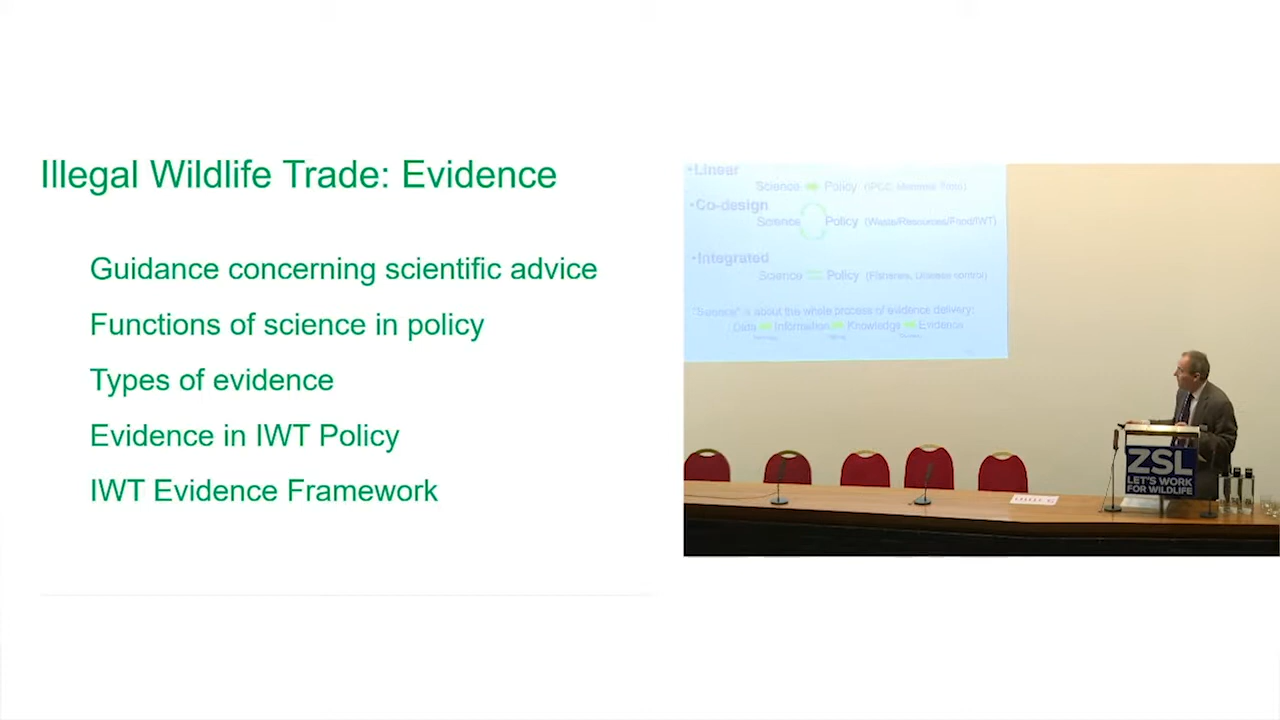 Illegal Wildlife Trade: Evidence
Guidance concerning scientific advice
Functions of science in policy
Types of evidence
Evidence in IWT Policy
IWT Evidence Framework
•Linear
Science Policy
•Co-design
Science Policy (Waste/Resources/Food/IWT)
•Integrated
Science Policy (Fisheries, Disease control)
"Science" is about the whole process of evidence delivery:
Data Information Knowledge Evidence
ZSL
LET'S WORK
FOR WILDLIFE